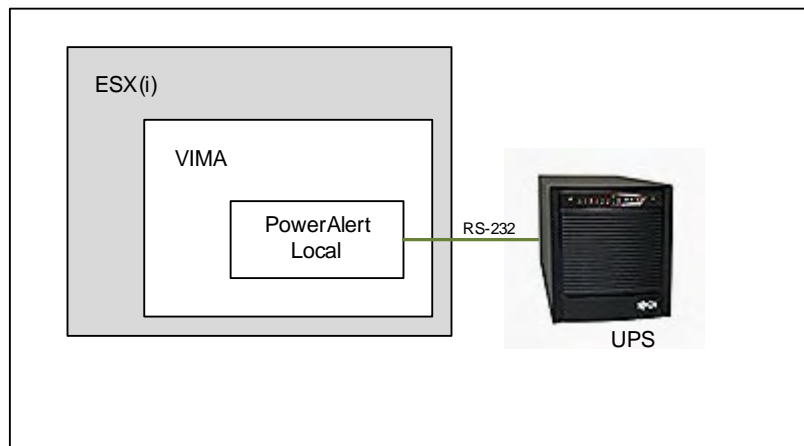 ESX(i)
VIMA
PowerAlert
Local
RS-232
UPS